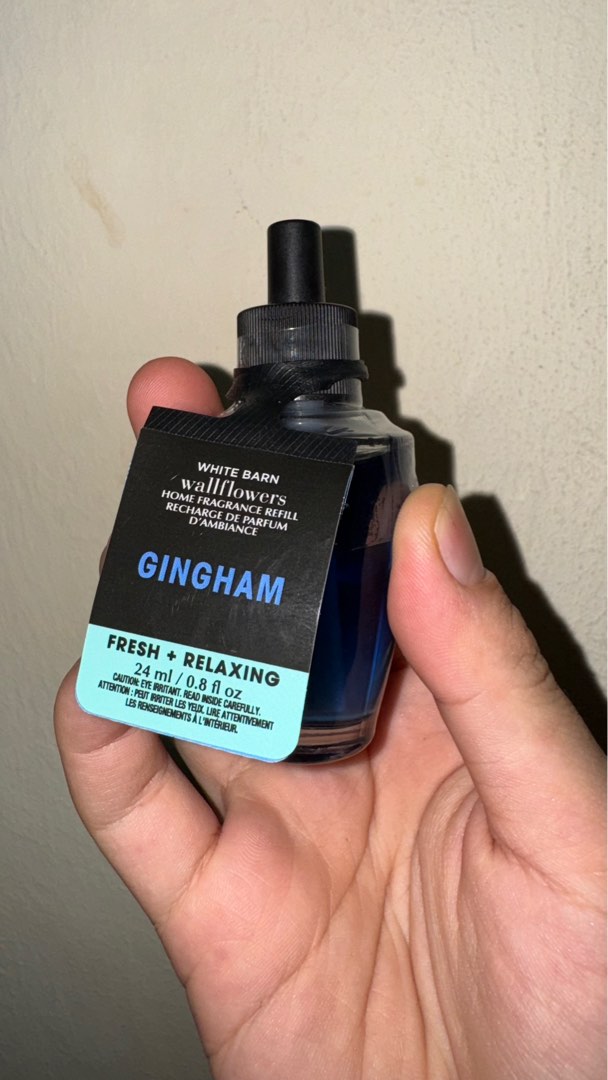 WHITE BARN
wallflowers
HOME FRAGRANCE REFILL
RECHARGE DE PARFUM
D'AMBIANCE
GINGHAM
FRESH + RELAXING
24 ml / 0.8 fl oz
CAUTION: EYE IRRITANT. READ INSIDE CAREFULLY.
ATTENTION : PEUT IRRITER LES YEUX. LIRE ATTENTIVEMENT
LES RENSEIGNEMENTS À L'INTÉRIEUR.